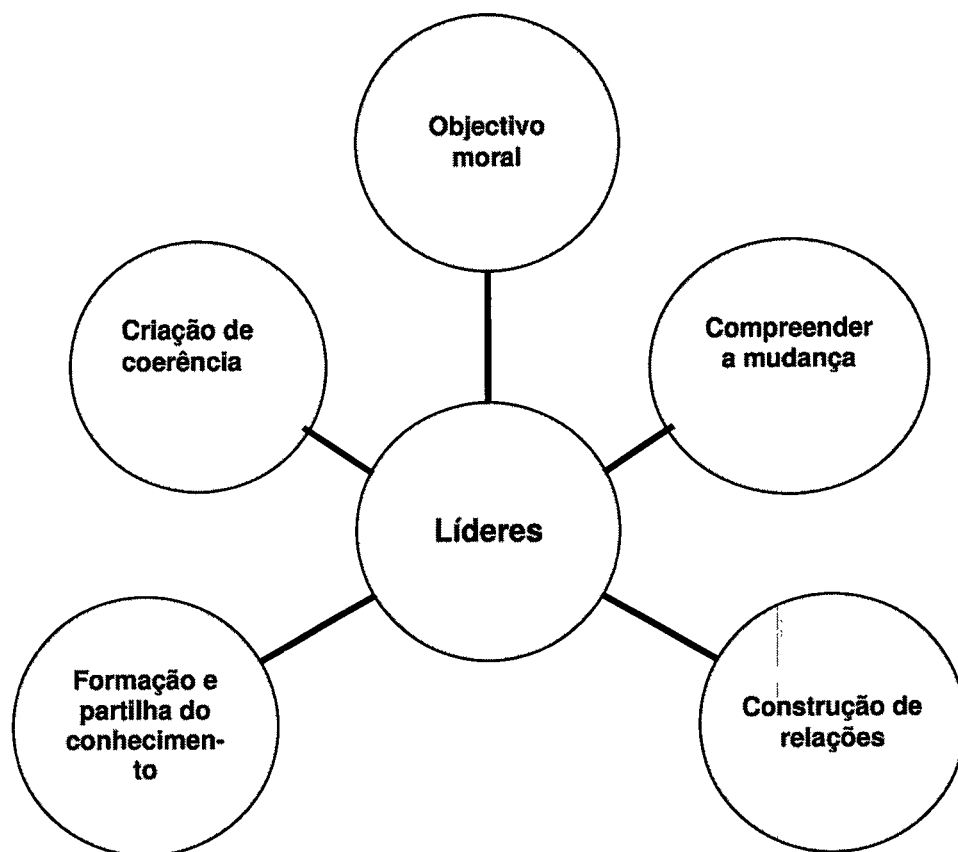 Objectivo
moral
Criação de
coerência
Compreender
a mudança
Líderes
Formação e
partilha do
conhecimen-
to
Construção de
relações